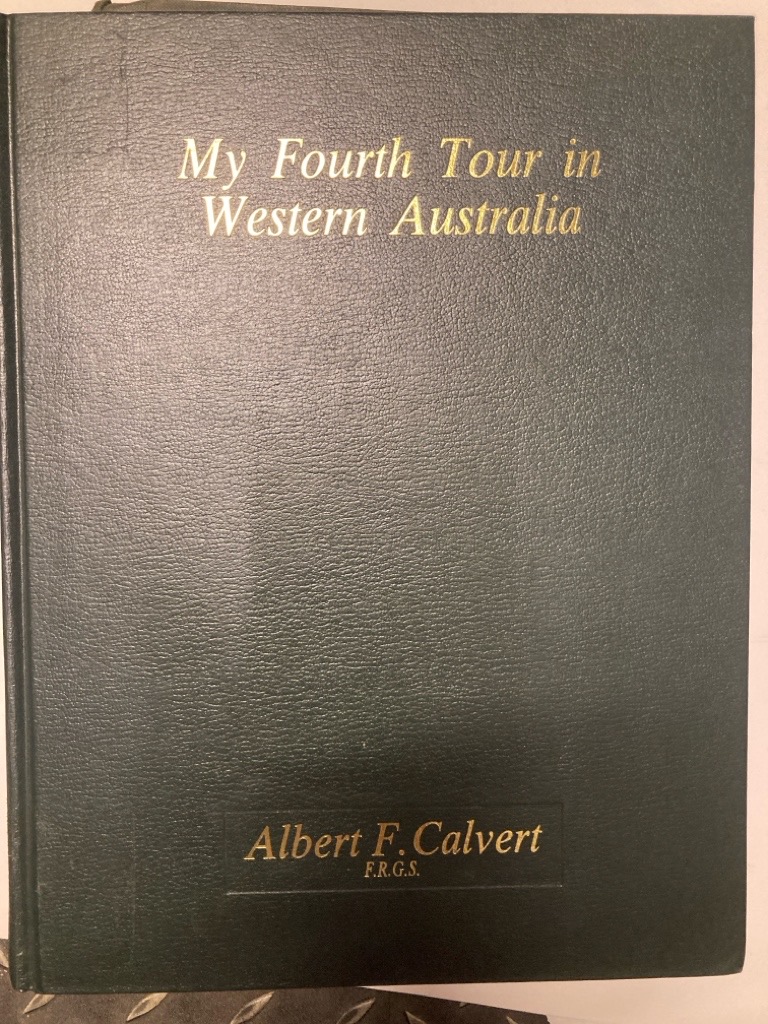 My Fourth Tour in
Western Australia
Albert F. Calvert
F.R.G.S.